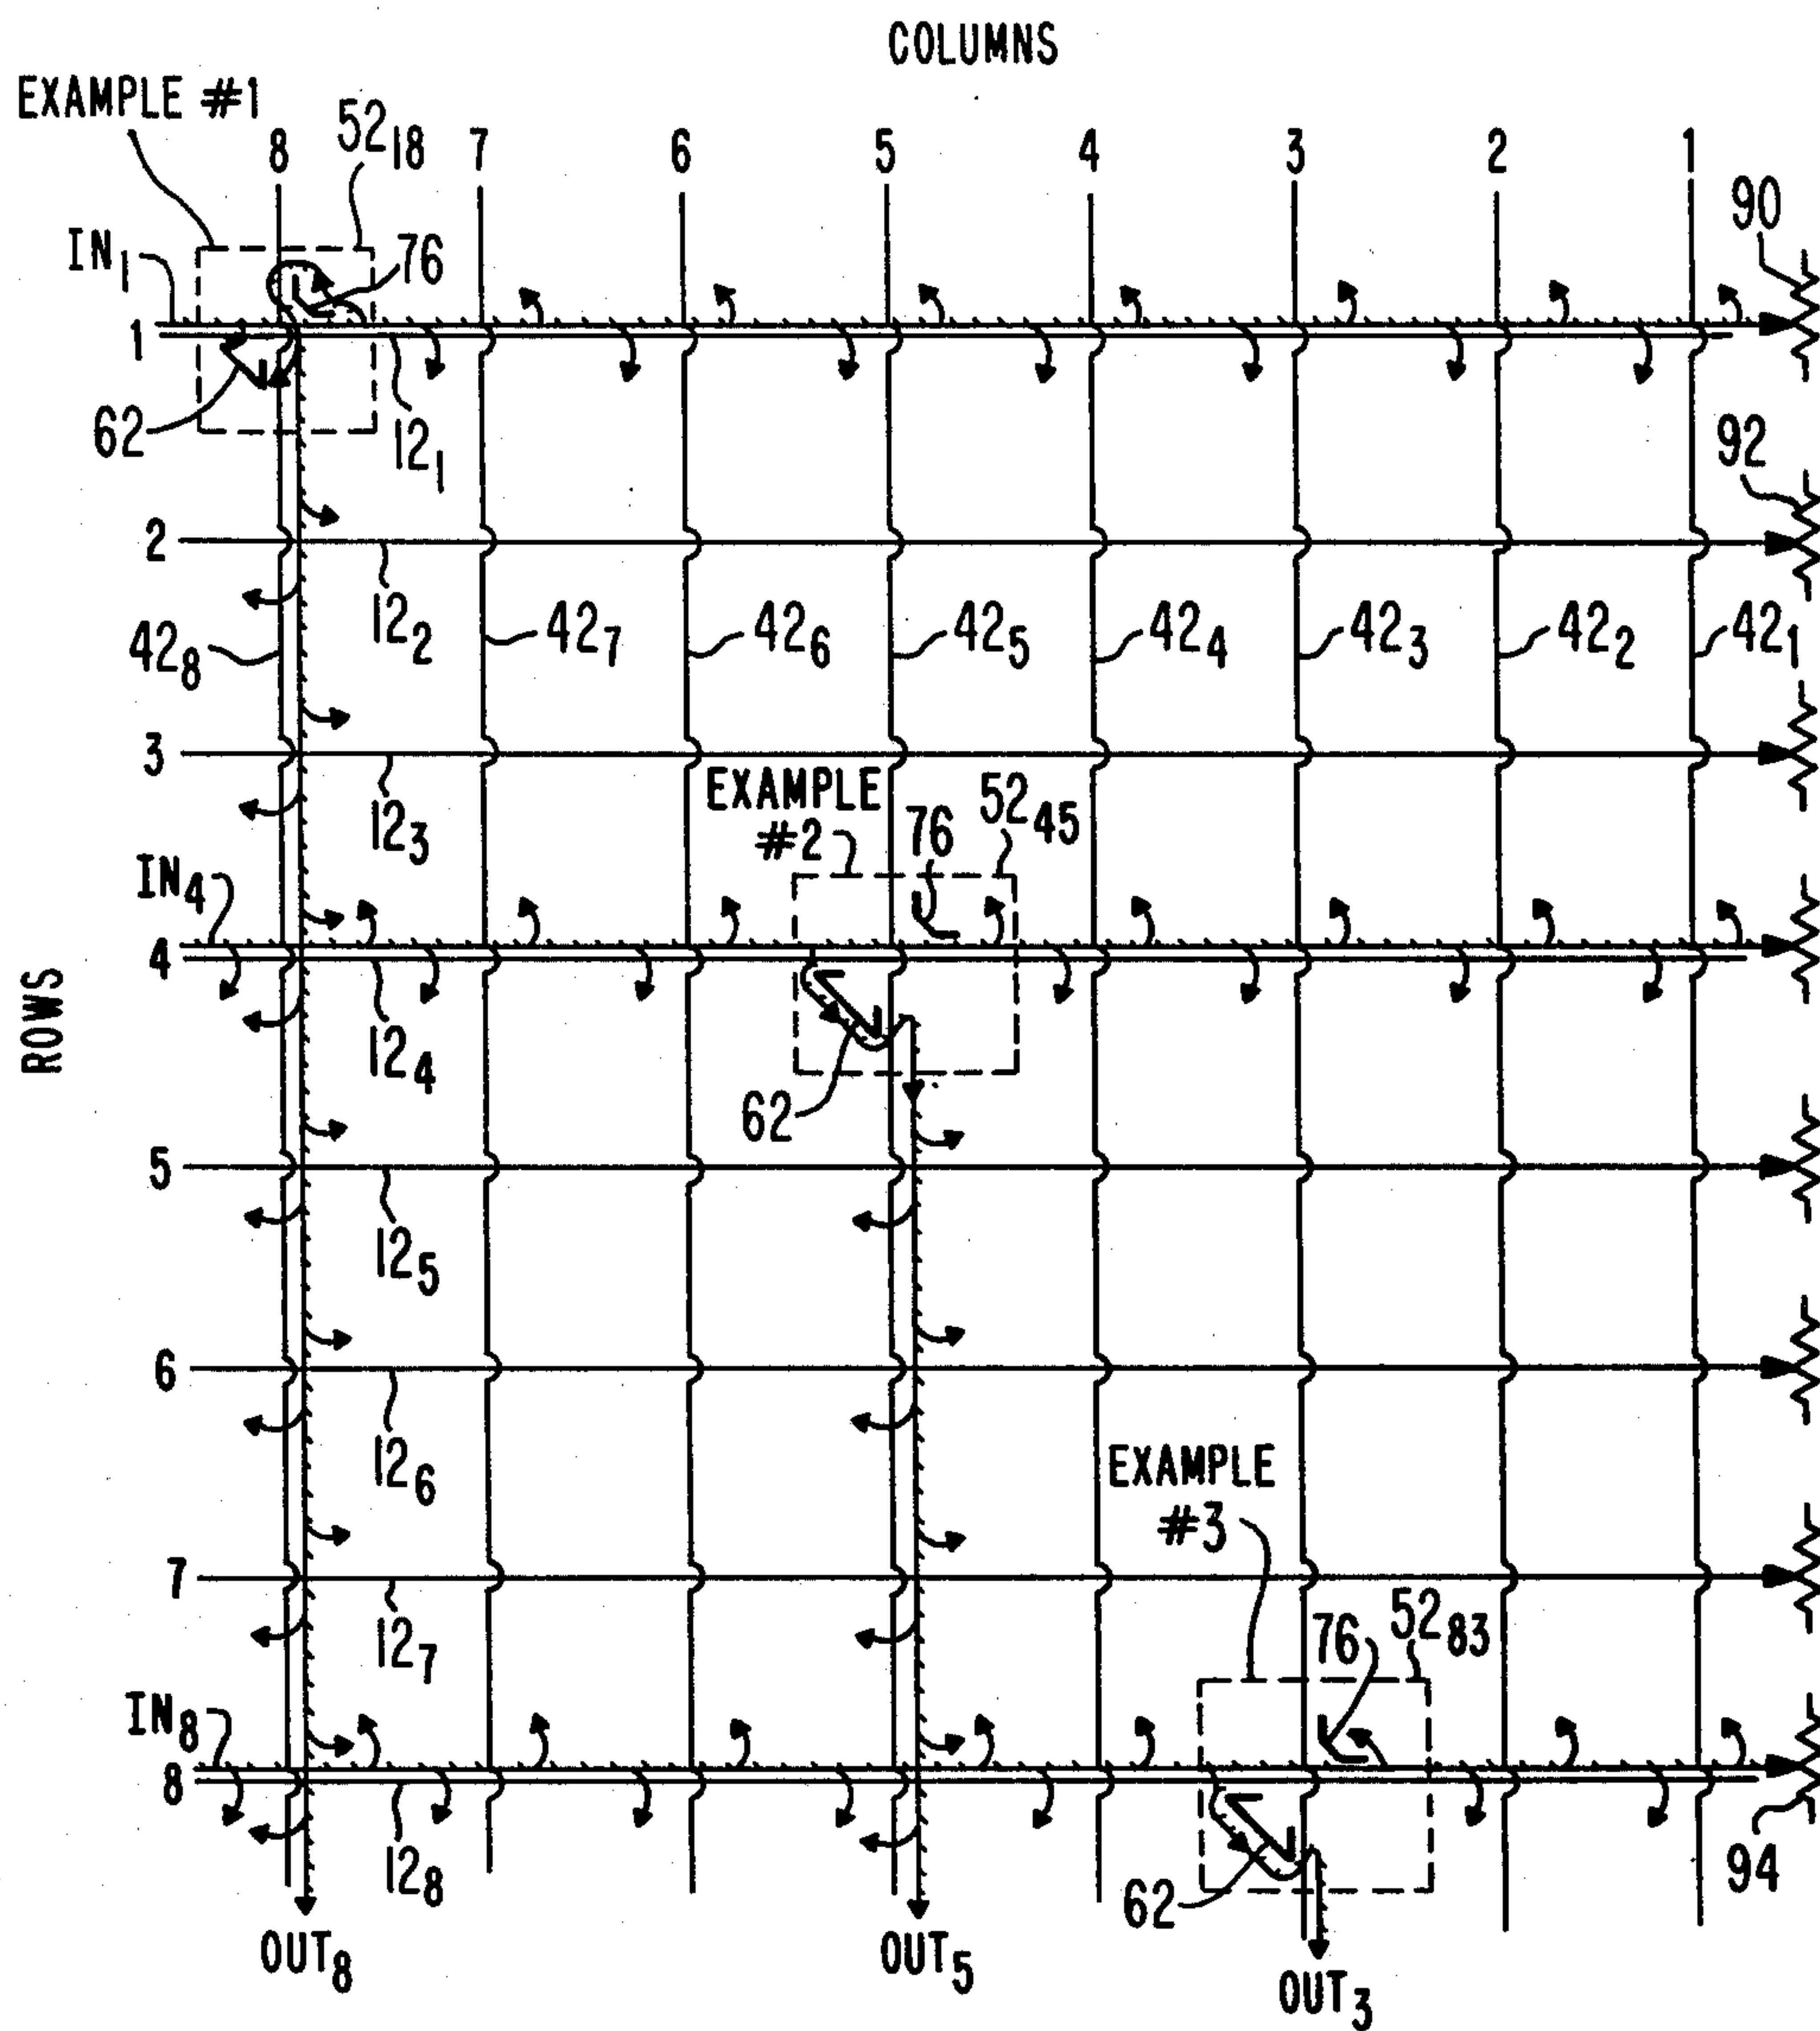 COLUMNS
EXAMPLE #1
52₁₈
8 7 6 5 4 3 2 1
90
IN₁
76
1
62
12₁
92
2
12₂
42₈ 42₇ 42₆ 42₅ 42₄ 42₃ 42₂ 42₁
3
12₃
EXAMPLE
#2
76
52₄₅
IN₄
4
12₄
ROWS
62
5
12₅
6
12₆
EXAMPLE
#3
7
12₇
76
52₈₃
IN₈
8
12₈
62
94
OUT₈
OUT₅
OUT₃